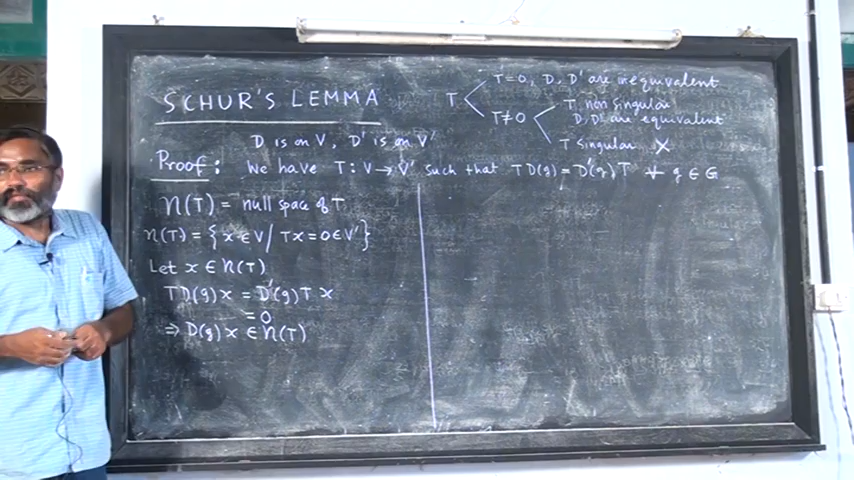 SCHUR'S LEMMA
T
T=0, D, D' are inequivalent
T≠0
T non singular
D, D' are equivalent
T Singular X
D is on V, D' is on V'
Proof: We have T: V → V' such that T D(g) = D'(g) T ∀ g ∈ G
η(T) = null space of T
η(T) = { x ∈ V / Tx = 0 ∈ V' }
Let x ∈ η(T)
T D(g) x = D'(g) T x
= 0
⇒ D(g) x ∈ η(T)